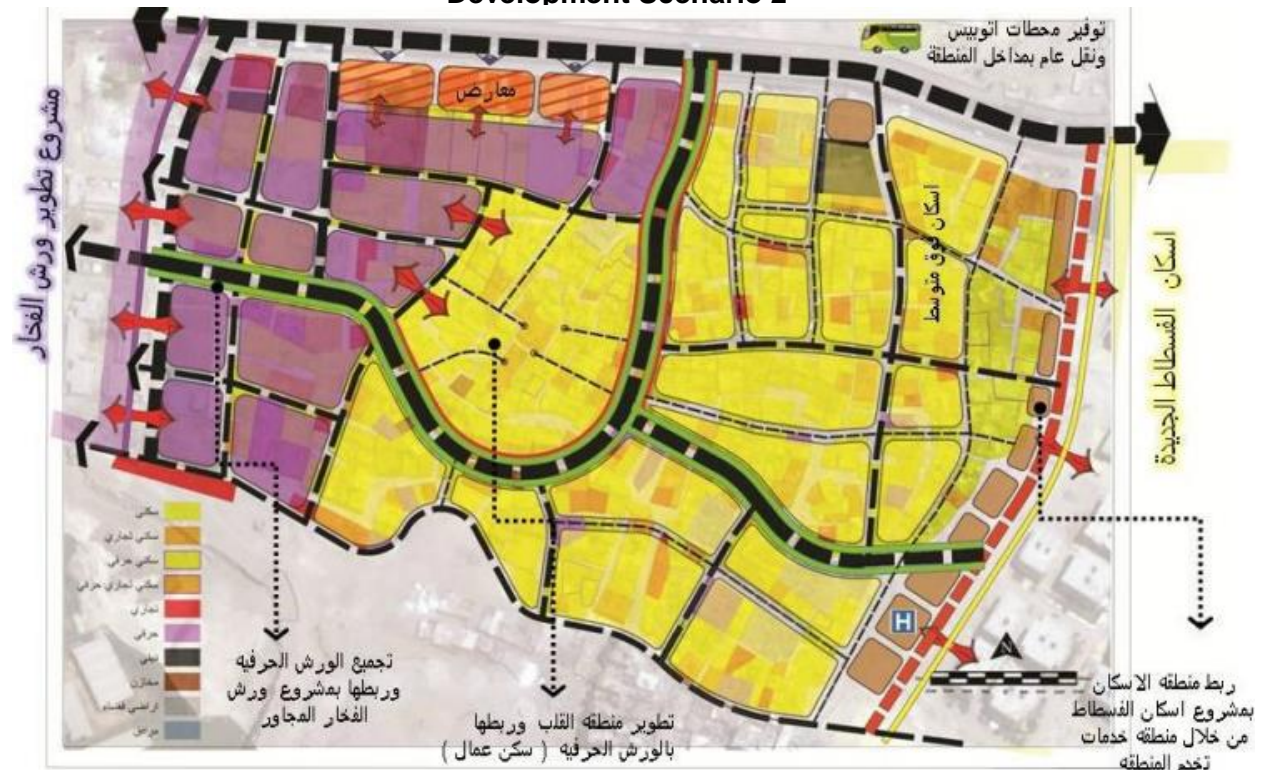 Development Scenario 2
توفير محطات اتوبيس
ونقل عام بمداخل المنطقة
معارض
مشروع تطوير ورش الفخار
اسكان فوق متوسط
اسكان الفسطاط الجديدة
سكني
سكني تجاري
سكني حرفي
سكني تجاري حرفي
تجاري
حرفي
مخازن
اراضي فضاء
H
N
تجميع الورش الحرفيه
وربطها بمشروع ورش
الفخار المجاور
تطوير منطقه القلب وربطها
بالورش الحرفيه ( سكن عمال )
ربط منطقه الاسكان
بمشروع اسكان الفسطاط
من خلال منطقه خدمات
تخدم المنطقه